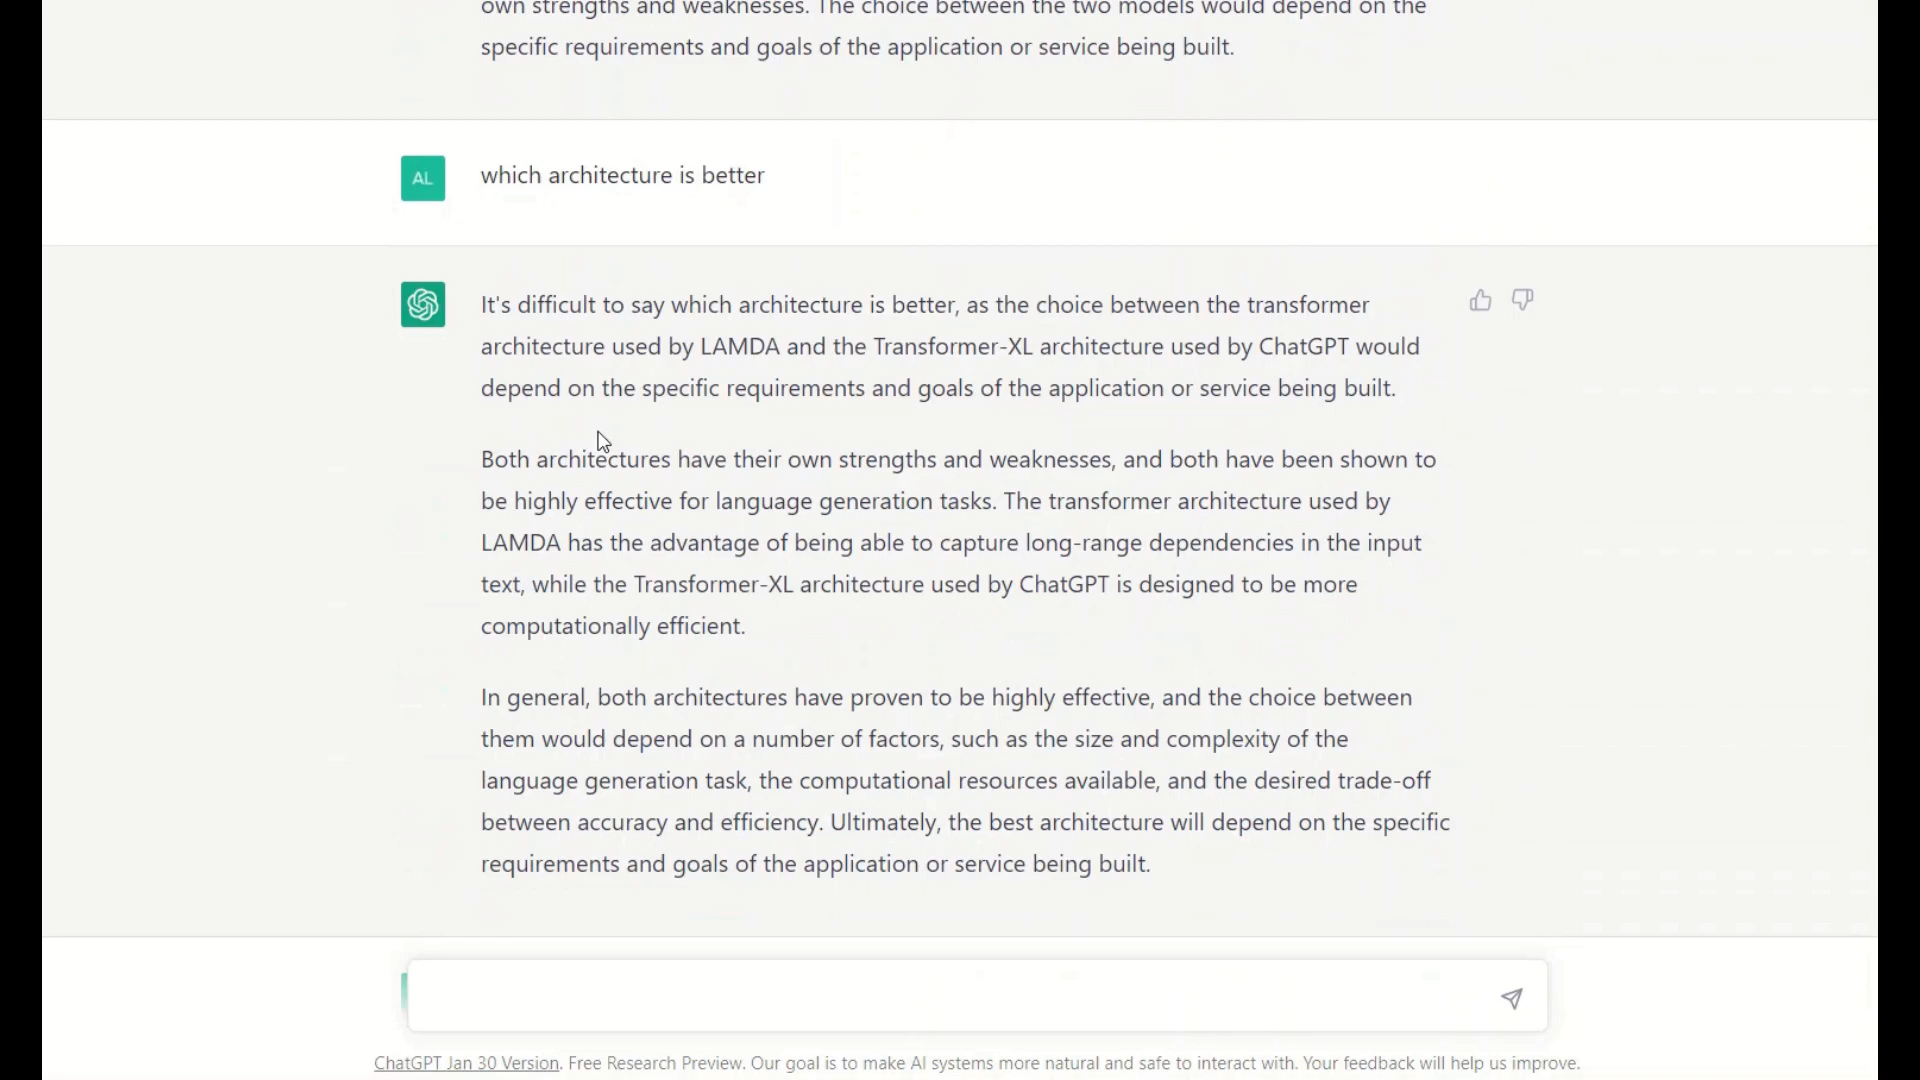 own strengths and weaknesses. The choice between the two models would depend on the
specific requirements and goals of the application or service being built.
AL
which architecture is better
It's difficult to say which architecture is better, as the choice between the transformer
architecture used by LAMDA and the Transformer-XL architecture used by ChatGPT would
depend on the specific requirements and goals of the application or service being built.
Both architectures have their own strengths and weaknesses, and both have been shown to
be highly effective for language generation tasks. The transformer architecture used by
LAMDA has the advantage of being able to capture long-range dependencies in the input
text, while the Transformer-XL architecture used by ChatGPT is designed to be more
computationally efficient.
In general, both architectures have proven to be highly effective, and the choice between
them would depend on a number of factors, such as the size and complexity of the
language generation task, the computational resources available, and the desired trade-off
between accuracy and efficiency. Ultimately, the best architecture will depend on the specific
requirements and goals of the application or service being built.
ChatGPT Jan 30 Version. Free Research Preview. Our goal is to make AI systems more natural and safe to interact with. Your feedback will help us improve.